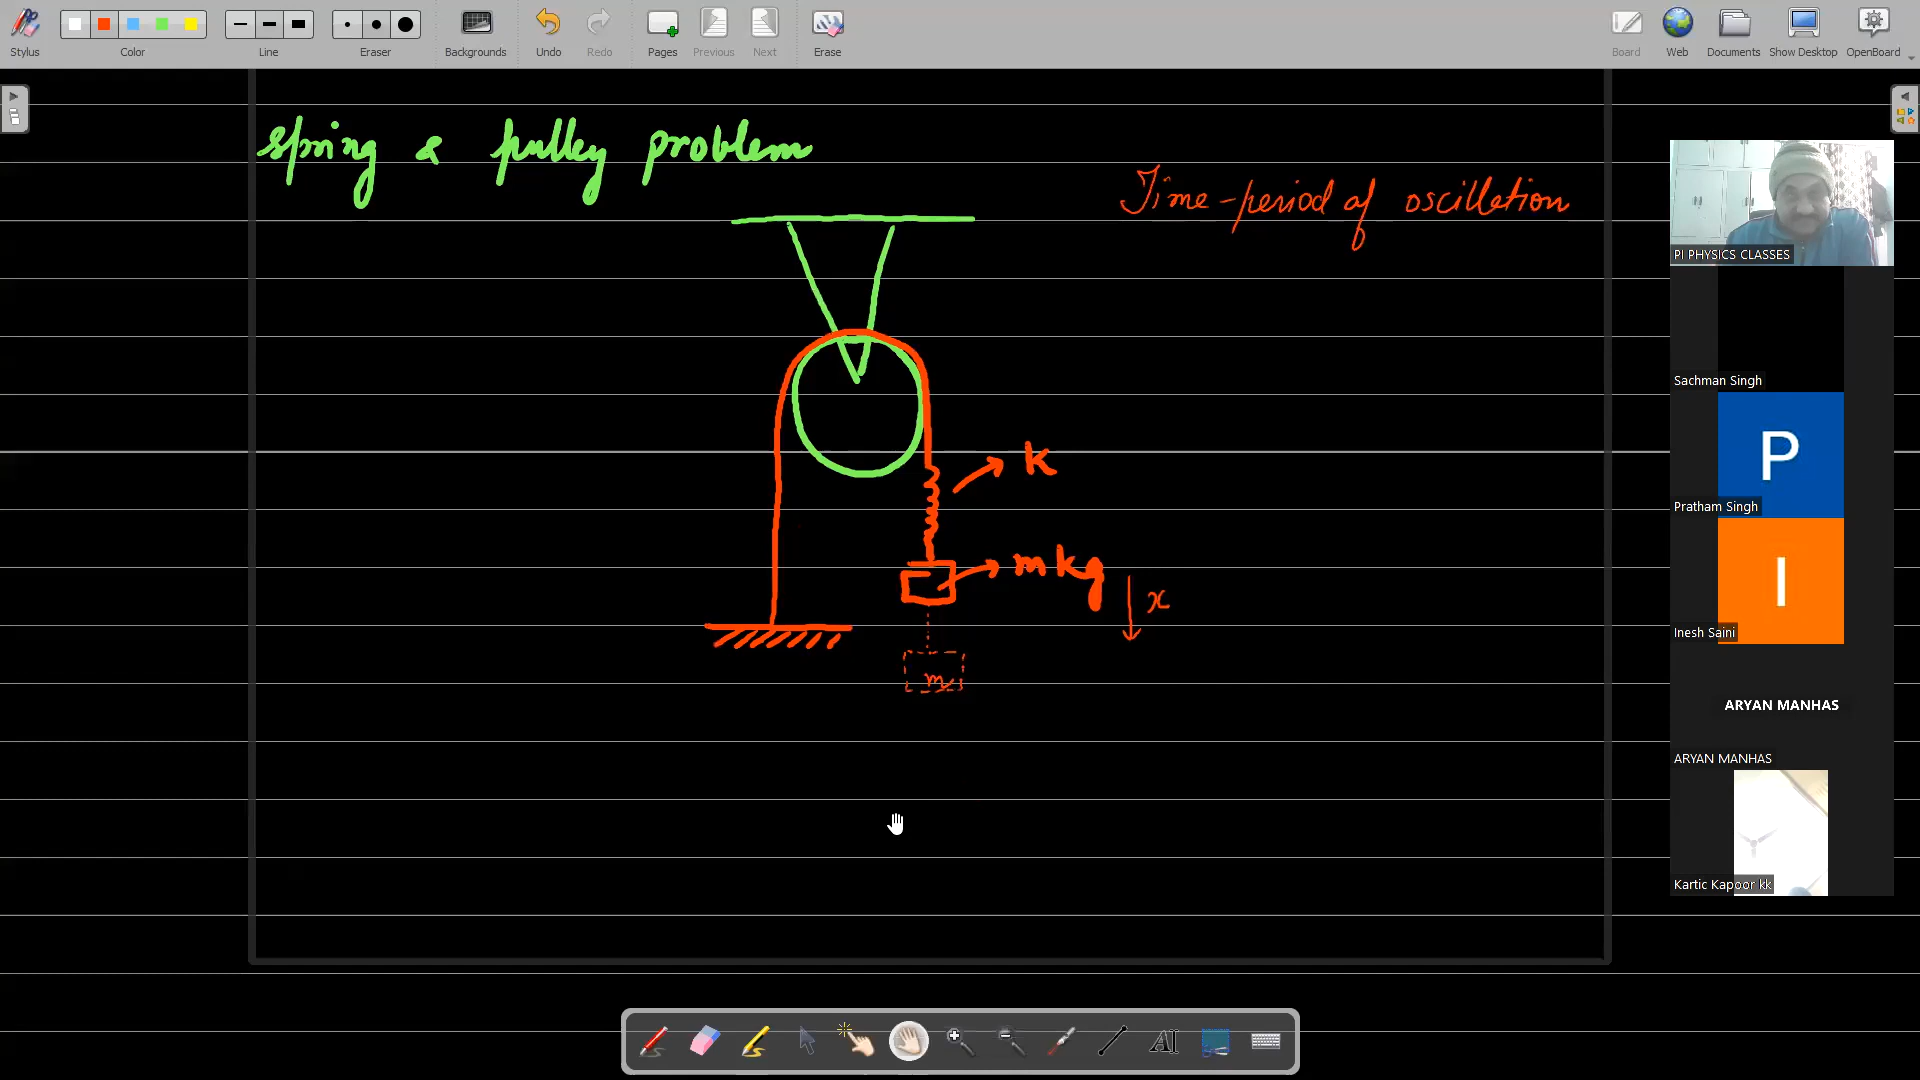 Stylus
Color
Line
Eraser
Backgrounds
Undo
Redo
Pages
Previous
Next
Erase
Board
Web
Documents
Show Desktop
OpenBoard
spring & pulley problem
Time-period of oscillation
k
m kg
x
m
PI PHYSICS CLASSES
Sachman Singh
P
Pratham Singh
I
Inesh Saini
ARYAN MANHAS
ARYAN MANHAS
Kartic Kapoor kk
AI